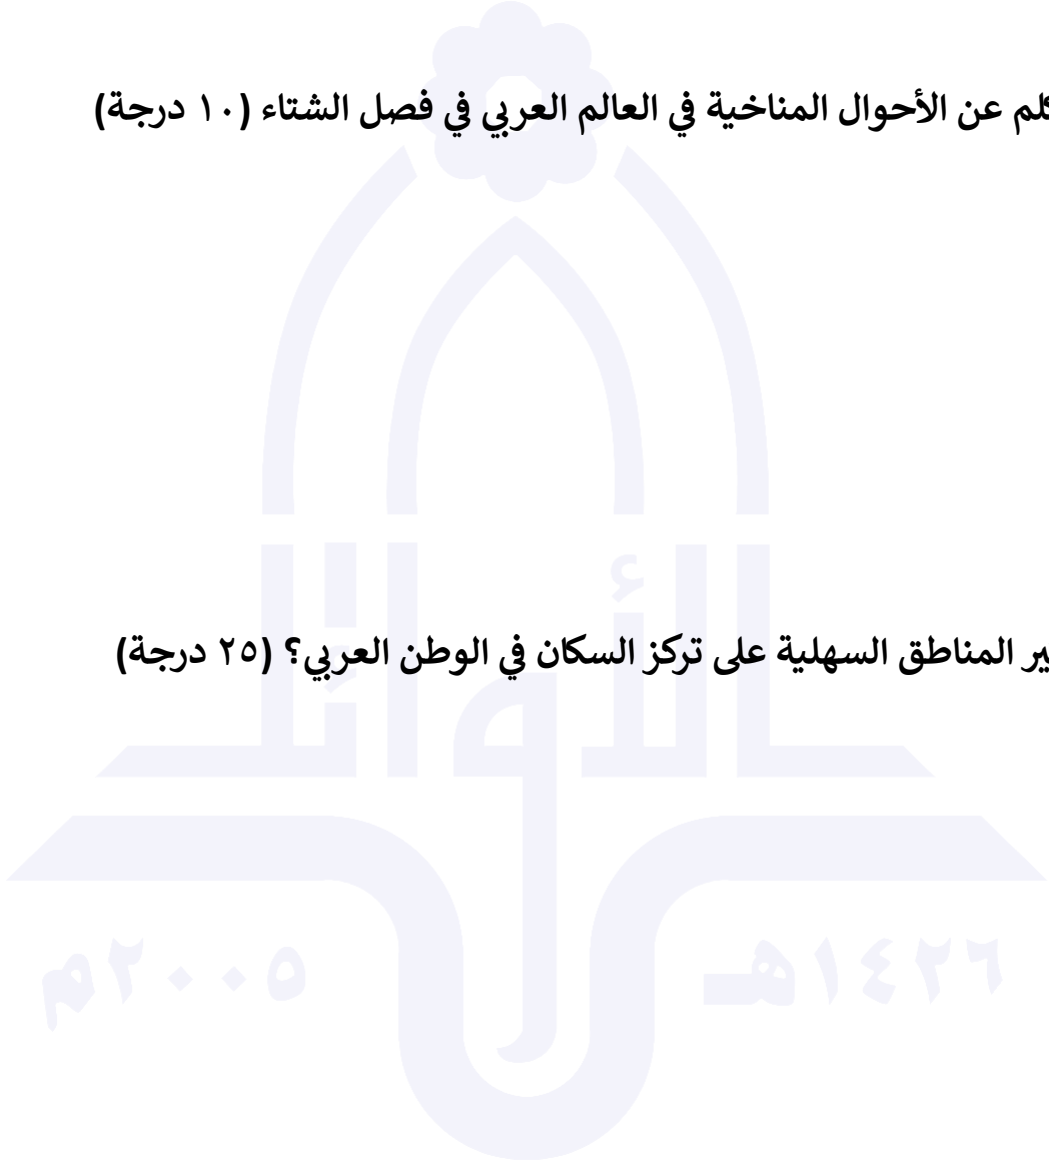 كلم عن الأحوال المناخية في العالم العربي في فصل الشتاء (١٠ درجة)
ير المناطق السهلية على تركز السكان في الوطن العربي؟ (٢٥ درجة)
الأوائل
٢٠٠٥م ١٤٢٦هـ